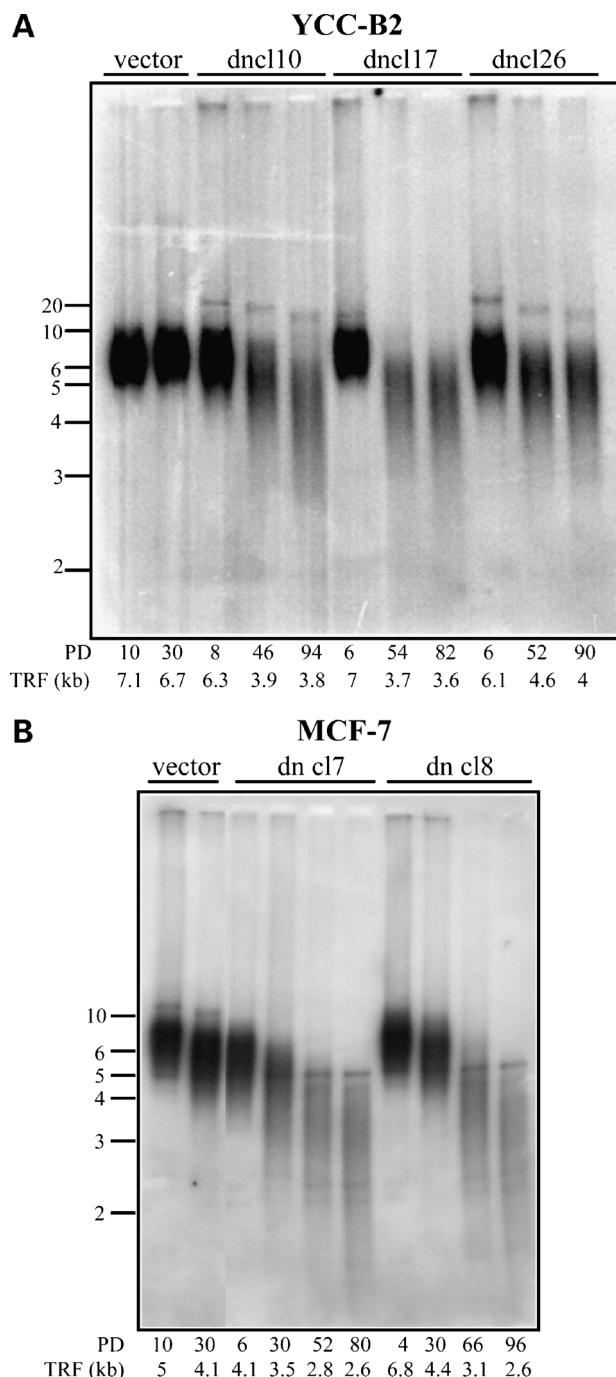 A
YCC-B2
vector dncl10 dncl17 dncl26
20
10
6
5
4
3
2
PD 10 30 8 46 94 6 54 82 6 52 90
TRF (kb) 7.1 6.7 6.3 3.9 3.8 7 3.7 3.6 6.1 4.6 4
B
MCF-7
vector dn cl7 dn cl8
10
6
5
4
3
2
PD 10 30 6 30 52 80 4 30 66 96
TRF (kb) 5 4.1 4.1 3.5 2.8 2.6 6.8 4.4 3.1 2.6